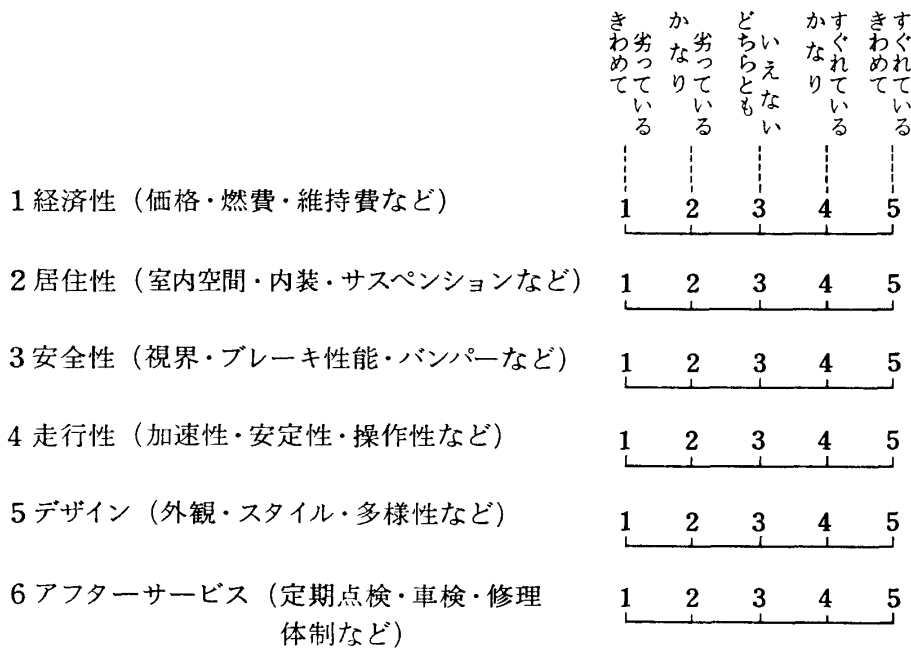 きわめて
劣っている
かなり
劣っている
どちらとも
いえない
かなり
すぐれている
きわめて
すぐれている
1 経済性（価格・燃費・維持費など）
1 2 3 4 5
2 居住性（室内空間・内装・サスペンションなど）
1 2 3 4 5
3 安全性（視界・ブレーキ性能・バンパーなど）
1 2 3 4 5
4 走行性（加速性・安定性・操作性など）
1 2 3 4 5
5 デザイン（外観・スタイル・多様性など）
1 2 3 4 5
6 アフターサービス（定期点検・車検・修理
体制など）
1 2 3 4 5